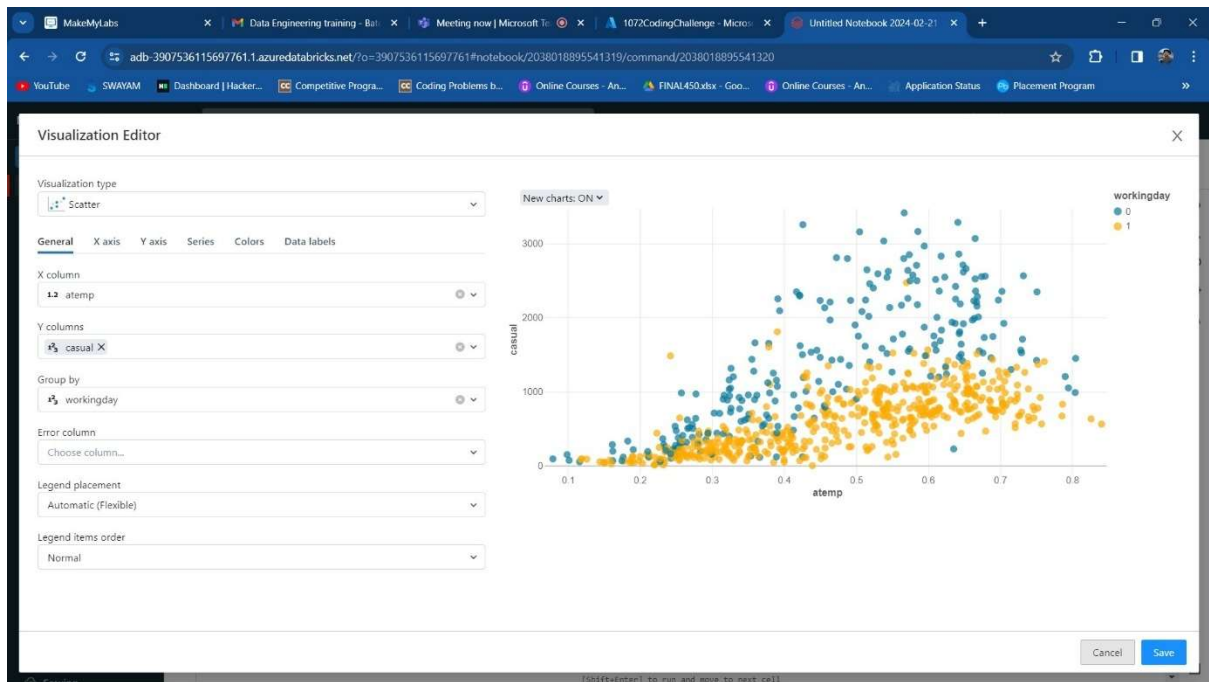 MakeMyLabs
Data Engineering training - Bat
Meeting now | Microsoft Te
1072CodingChallenge - Micros
Untitled Notebook 2024-02-21
adb-3907536115697761.1.azuredatabricks.net/?o=3907536115697761#notebook/2038018895541319/command/2038018895541320
YouTube SWAYAM Dashboard | Hacker... Competitive Progra... Coding Problems b... Online Courses - An... FINAL450.xlsx - Goo... Online Courses - An... Application Status Placement Program
Visualization Editor
Visualization type
Scatter
General X axis Y axis Series Colors Data labels
X column
1.2 atemp
Y columns
1²3 casual
Group by
1²3 workingday
Error column
Choose column...
Legend placement
Automatic (Flexible)
Legend items order
Normal
New charts: ON
workingday
0
1
3000
2000
1000
0
casual
0.1 0.2 0.3 0.4 0.5 0.6 0.7 0.8
atemp
Cancel Save
[Shift+Enter] to run and move to next cell